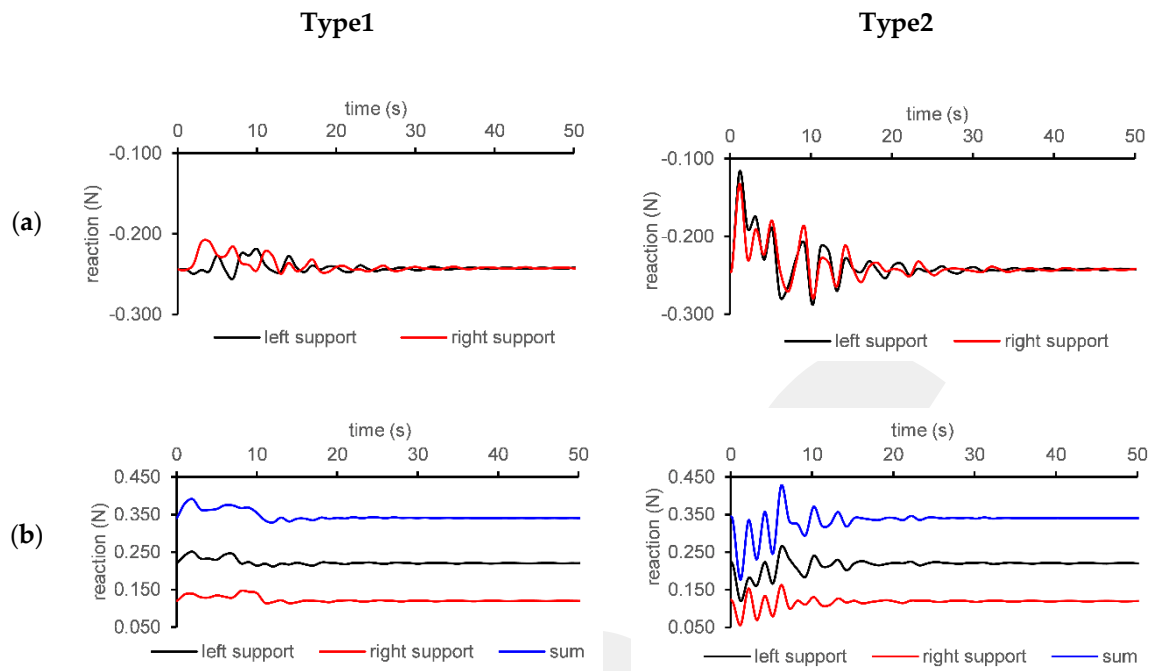 Type1
Type2
(a)
time (s)
0 10 20 30 40 50
-0.100
-0.200
-0.300
reaction (N)
left support right support
time (s)
0 10 20 30 40 50
-0.100
-0.200
-0.300
reaction (N)
left support right support
(b)
time (s)
0 10 20 30 40 50
0.450
0.350
0.250
0.150
0.050
reaction (N)
left support right support sum
time (s)
0 10 20 30 40 50
0.450
0.350
0.250
0.150
0.050
reaction (N)
left support right support sum